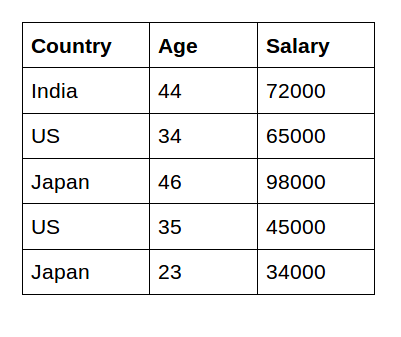 Country Age Salary
India 44 72000
US 34 65000
Japan 46 98000
US 35 45000
Japan 23 34000